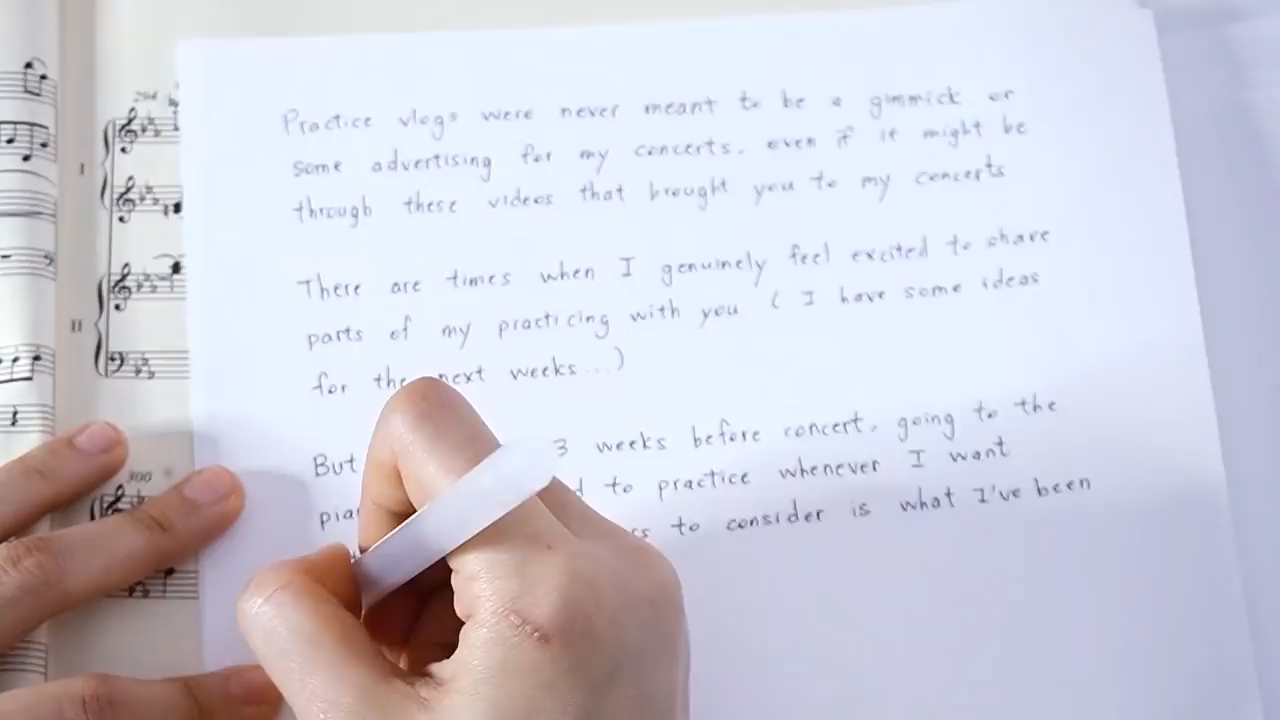 Practice vlogs were never meant to be a gimmick or
some advertising for my concerts, even if it might be
through these videos that brought you to my concerts
There are times when I genuinely feel excited to share
parts of my practicing with you ( I have some ideas
for the next weeks...)
But 3 weeks before concert, going to the
to practice whenever I want
to consider is what I've been
I
II
300